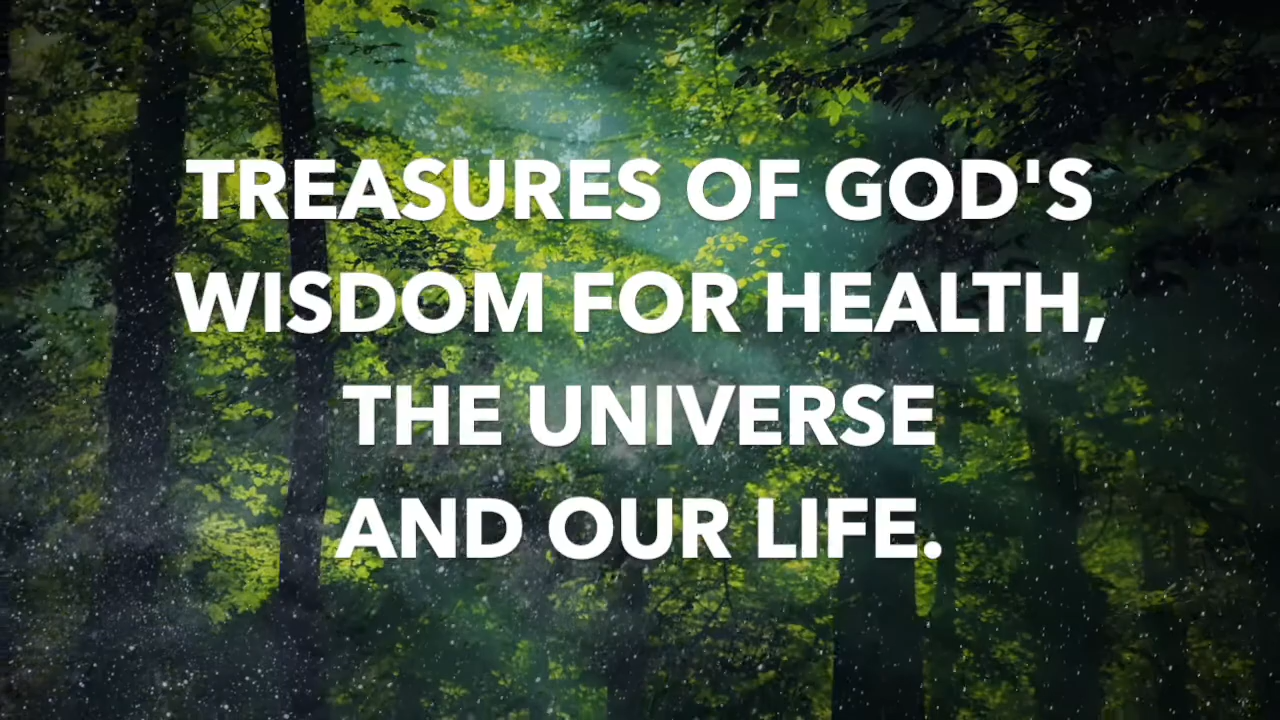 TREASURES OF GOD'S
WISDOM FOR HEALTH,
THE UNIVERSE
AND OUR LIFE.